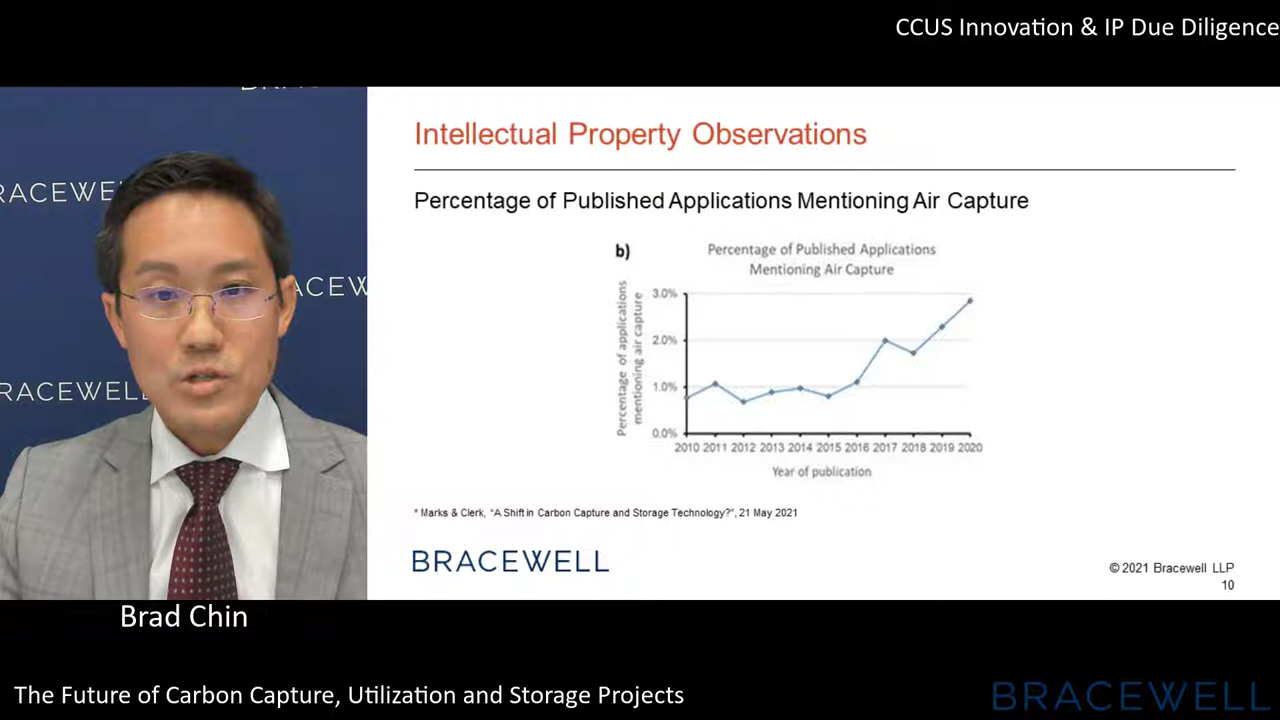 CCUS Innovation & IP Due Diligence
RACEWE
ACEW
RACEWELL
Intellectual Property Observations
Percentage of Published Applications Mentioning Air Capture
b)
Percentage of Published Applications
Mentioning Air Capture
Percentage of applications
mentioning air capture
3.0%
2.0%
1.0%
0.0%
2010 2011 2012 2013 2014 2015 2016 2017 2018 2019 2020
Year of publication
* Marks & Clerk, “A Shift in Carbon Capture and Storage Technology?”, 21 May 2021
BRACEWELL
© 2021 Bracewell LLP
10
Brad Chin
The Future of Carbon Capture, Utilization and Storage Projects
BRACEWELL